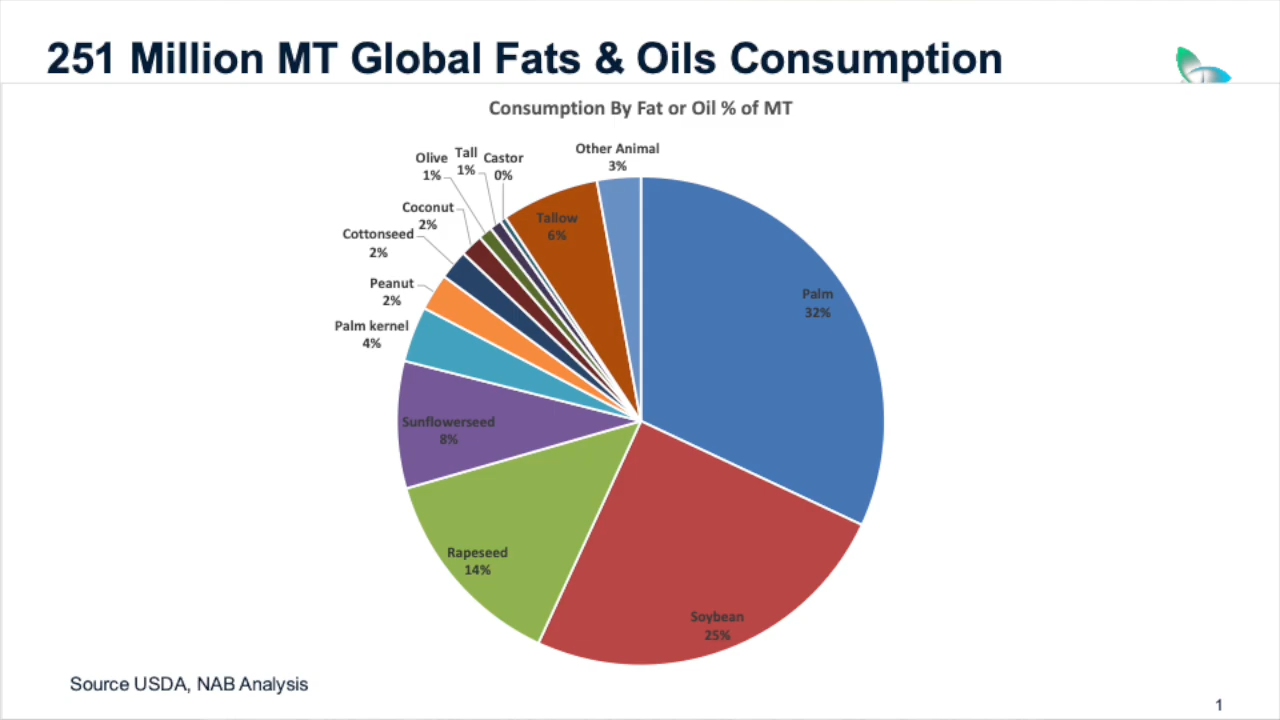 251 Million MT Global Fats & Oils Consumption
Consumption By Fat or Oil % of MT
Other Animal
3%
Castor
0%
Tall
1%
Olive
1%
Coconut
2%
Cottonseed
2%
Peanut
2%
Palm kernel
4%
Tallow
6%
Palm
32%
Sunflowerseed
8%
Rapeseed
14%
Soybean
25%
Source USDA, NAB Analysis
1